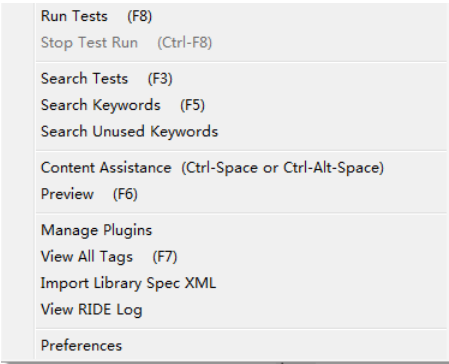 Run Tests (F8)
Stop Test Run (Ctrl-F8)
Search Tests (F3)
Search Keywords (F5)
Search Unused Keywords
Content Assistance (Ctrl-Space or Ctrl-Alt-Space)
Preview (F6)
Manage Plugins
View All Tags (F7)
Import Library Spec XML
View RIDE Log
Preferences